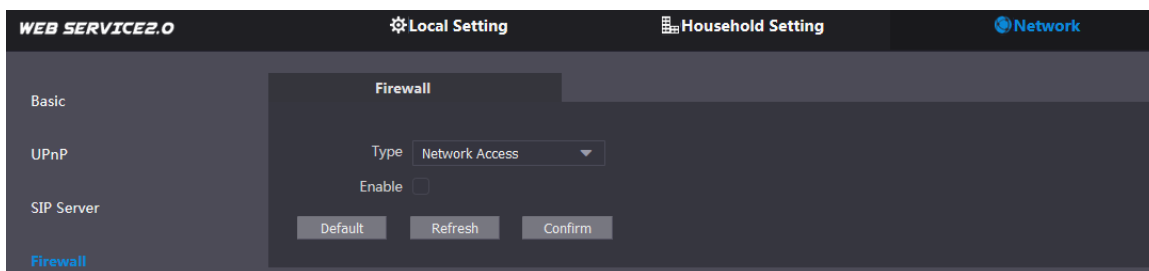 WEB SERVICE2.0 Local Setting Household Setting Network
Firewall
Basic
UPnP
Type Network Access
Enable
SIP Server
Default Refresh Confirm
Firewall